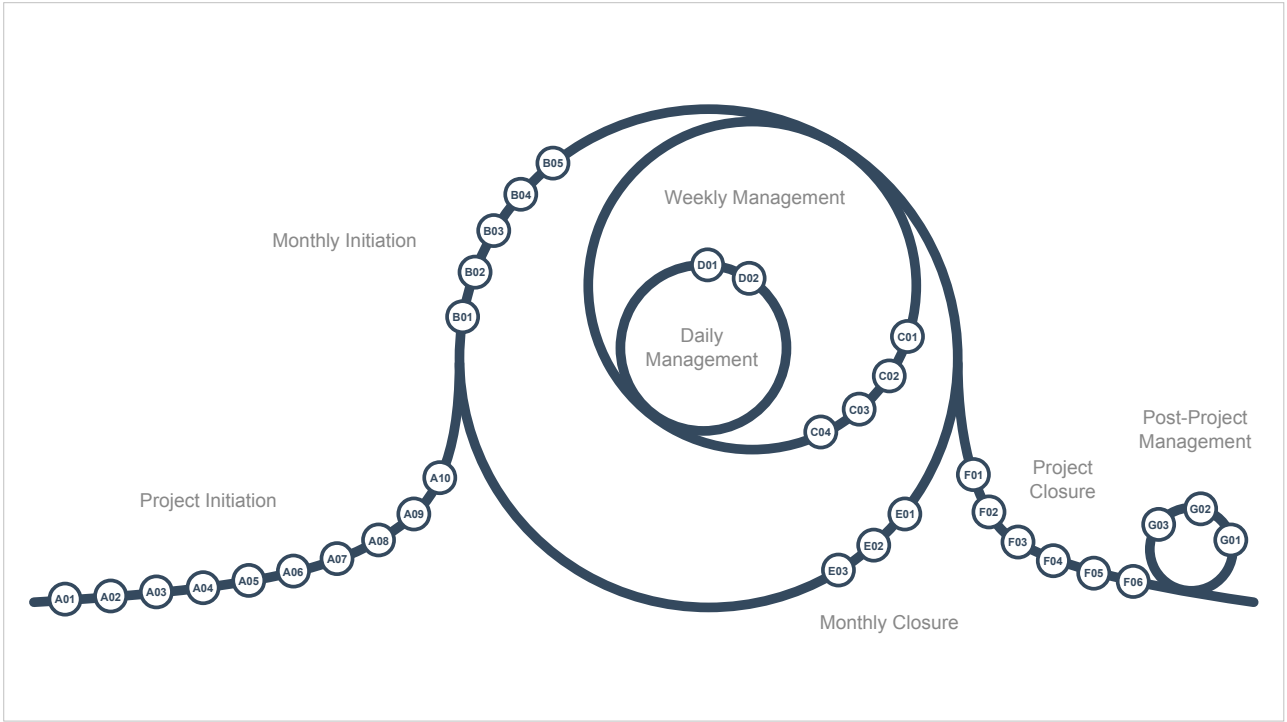 Project Initiation
A01
A02
A03
A04
A05
A06
A07
A08
A09
A10
Monthly Initiation
B01
B02
B03
B04
B05
Weekly Management
C01
C02
C03
C04
Daily
Management
D01
D02
Monthly Closure
E01
E02
E03
Project
Closure
F01
F02
F03
F04
F05
F06
Post-Project
Management
G01
G02
G03